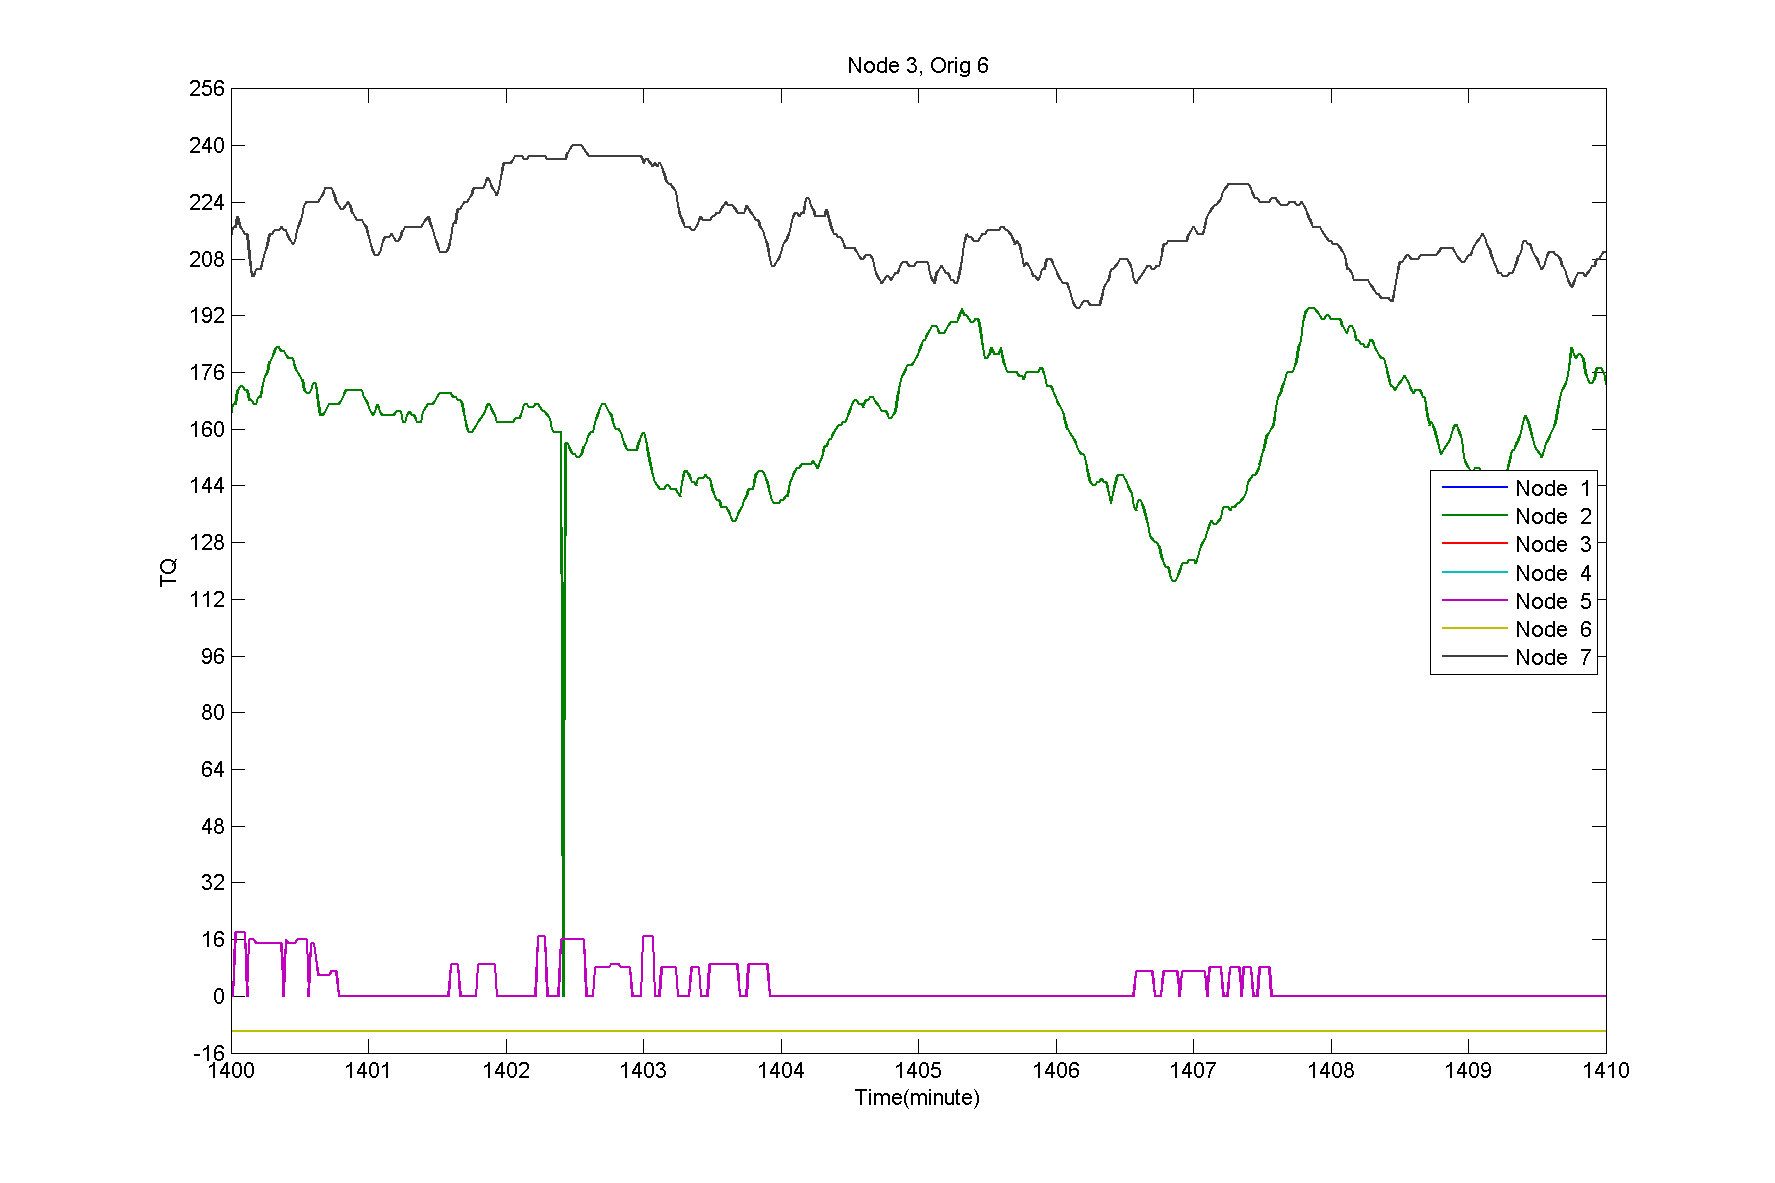 Node 3, Orig 6
256
240
224
208
192
176
160
144
128
112
96
80
64
48
32
16
0
-16
TQ
Node 1
Node 2
Node 3
Node 4
Node 5
Node 6
Node 7
1400 1401 1402 1403 1404 1405 1406 1407 1408 1409 1410
Time(minute)